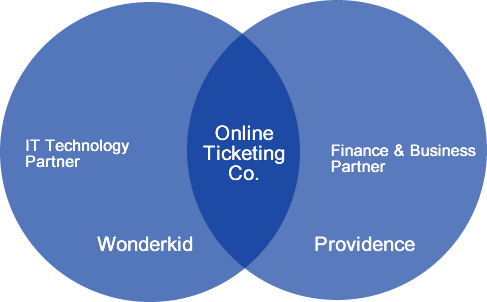 IT Technology
Partner
Wonderkid
Online
Ticketing
Co.
Finance & Business
Partner
Providence